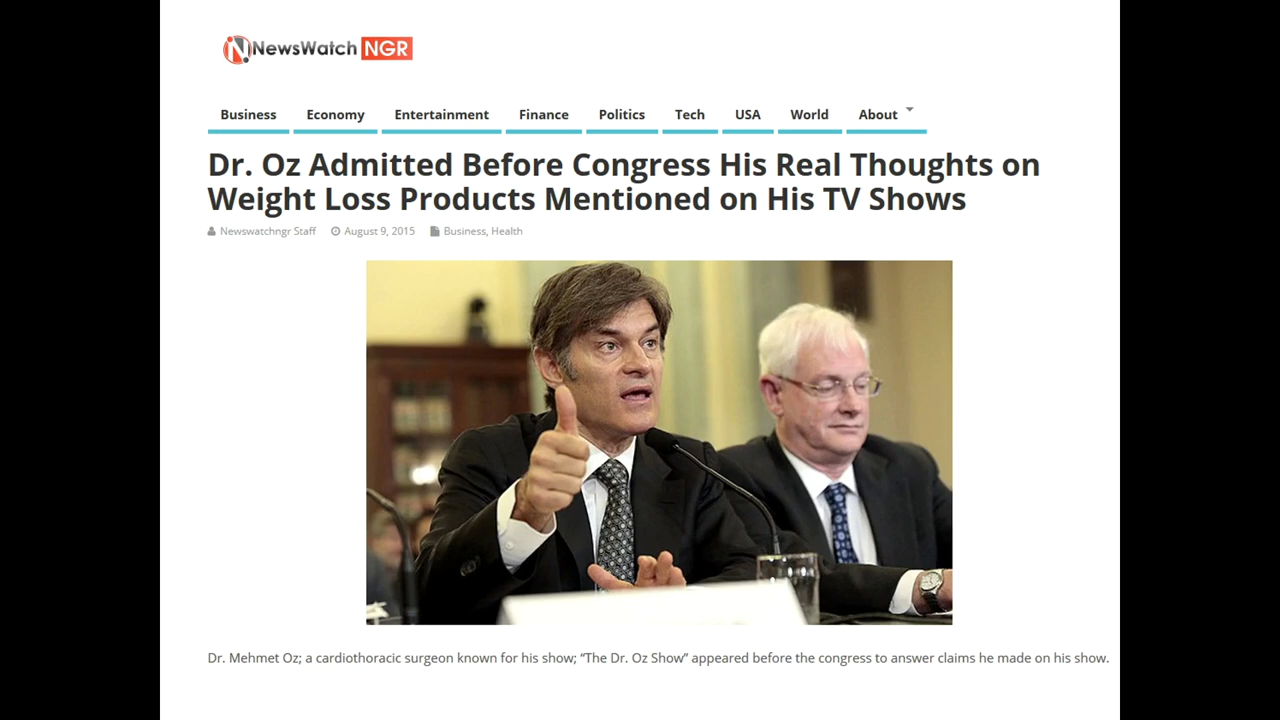 NewsWatch NGR
Business Economy Entertainment Finance Politics Tech USA World About
Dr. Oz Admitted Before Congress His Real Thoughts on
Weight Loss Products Mentioned on His TV Shows
Newswatchngr Staff August 9, 2015 Business, Health
Dr. Mehmet Oz; a cardiothoracic surgeon known for his show; “The Dr. Oz Show” appeared before the congress to answer claims he made on his show.